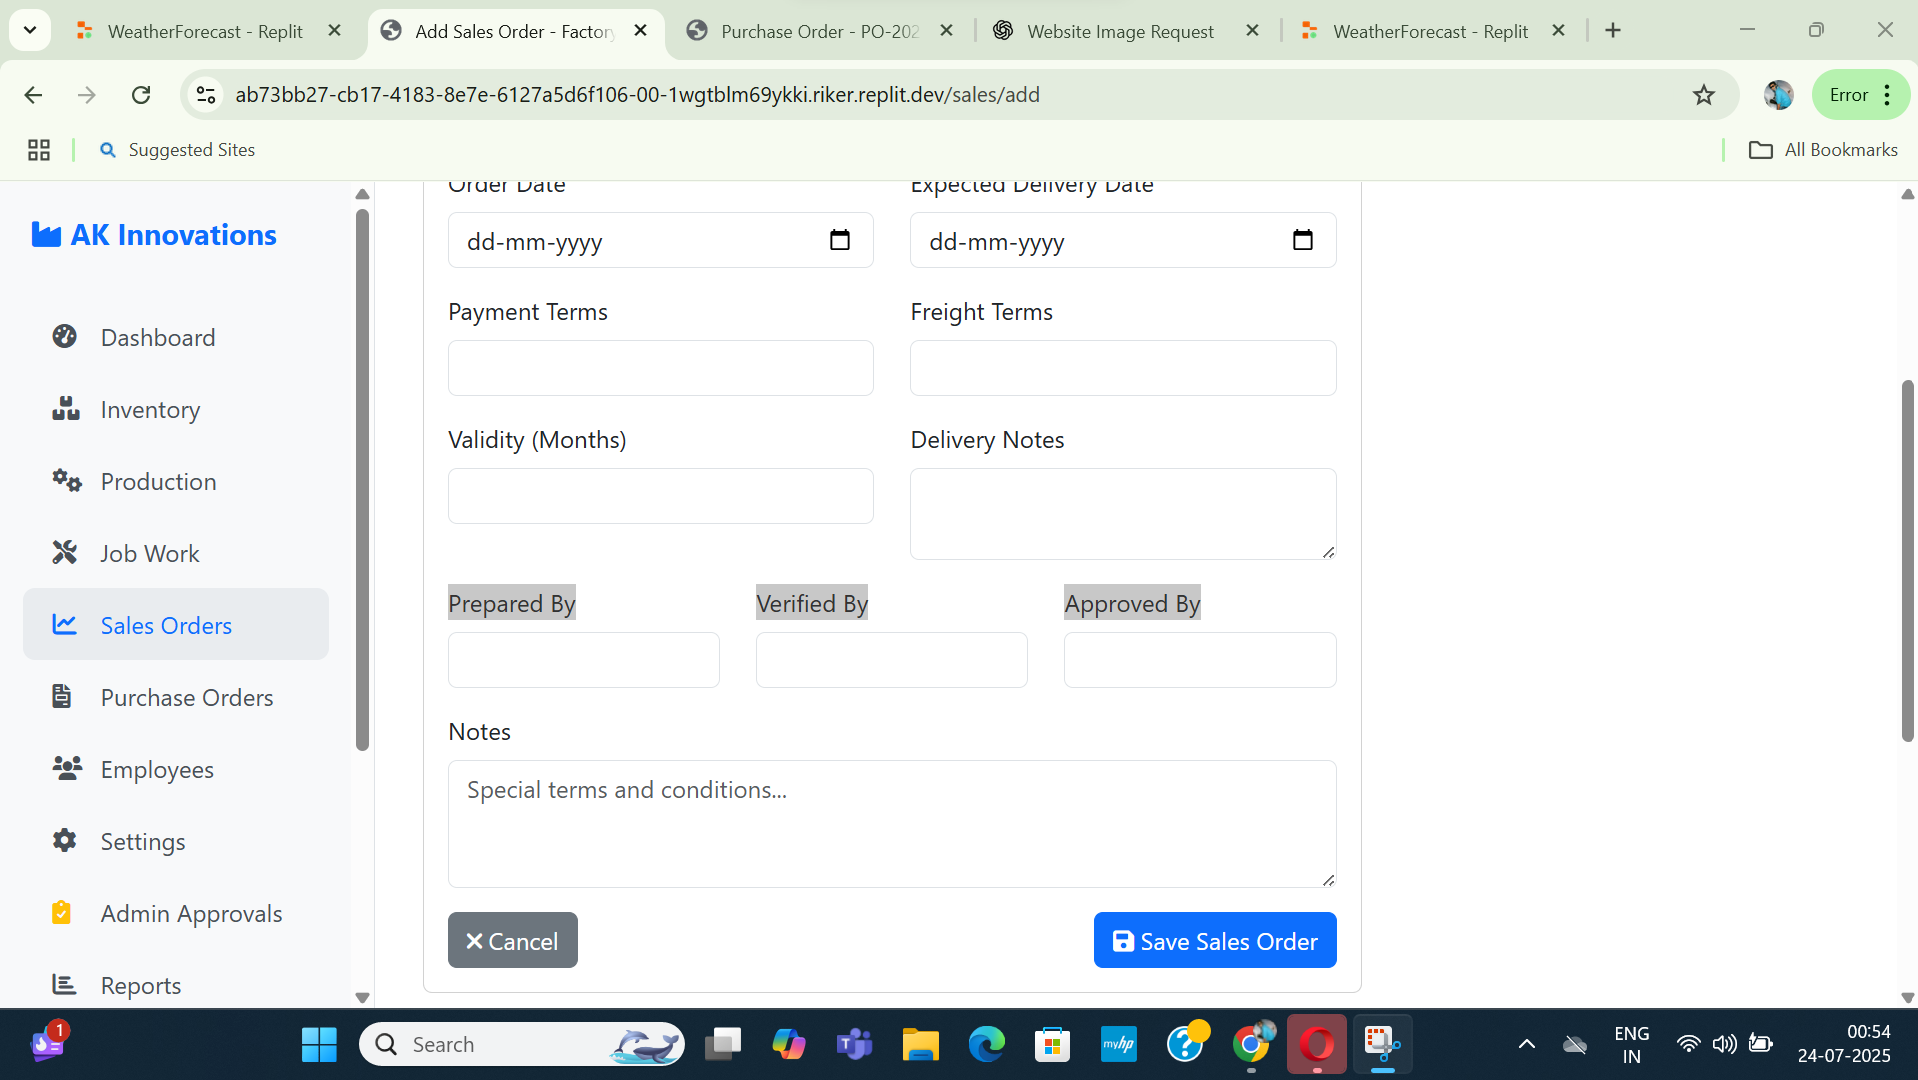 WeatherForecast - Replit
Add Sales Order - Factory
Purchase Order - PO-202
Website Image Request
WeatherForecast - Replit
ab73bb27-cb17-4183-8e7e-6127a5d6f106-00-1wgtblm69ykki.riker.replit.dev/sales/add
Error
Suggested Sites
All Bookmarks
AK Innovations
Dashboard
Inventory
Production
Job Work
Sales Orders
Purchase Orders
Employees
Settings
Admin Approvals
Reports
Order Date
Expected Delivery Date
dd-mm-yyyy
dd-mm-yyyy
Payment Terms
Freight Terms
Validity (Months)
Delivery Notes
Prepared By
Verified By
Approved By
Notes
Special terms and conditions...
Cancel
Save Sales Order
1
Search
T
myhp
?
ENG
IN
00:54
24-07-2025